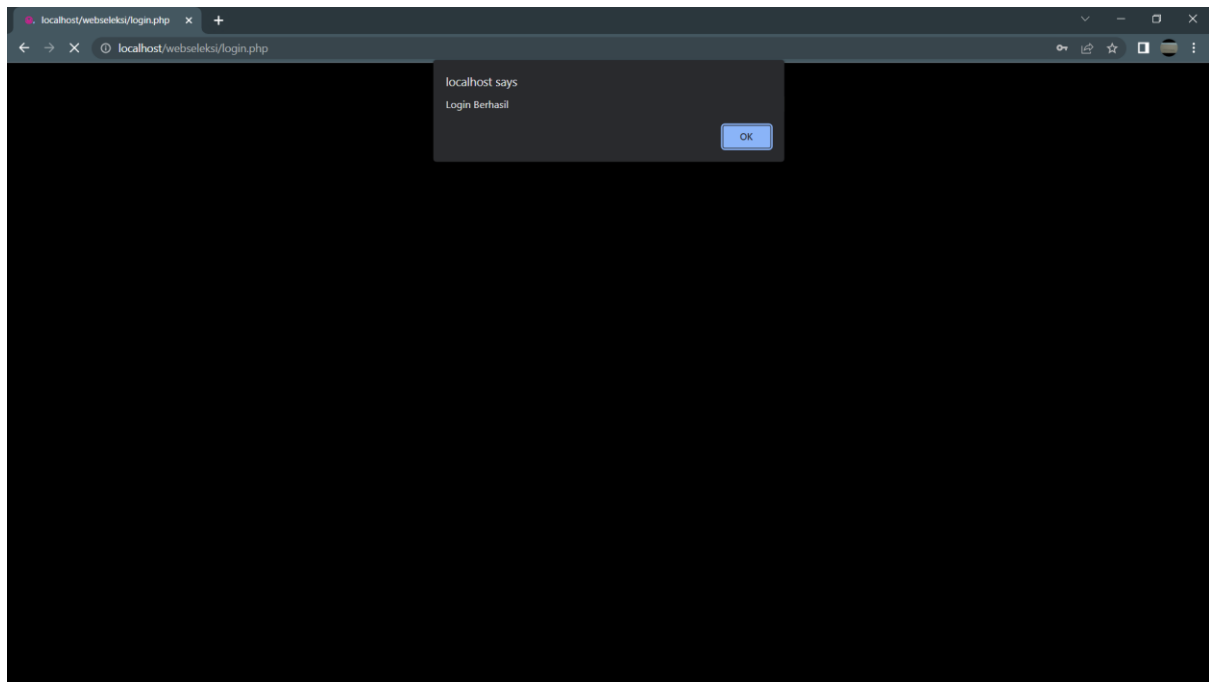 localhost/webseleksi/login.php
localhost/webseleksi/login.php
localhost says
Login Berhasil
OK